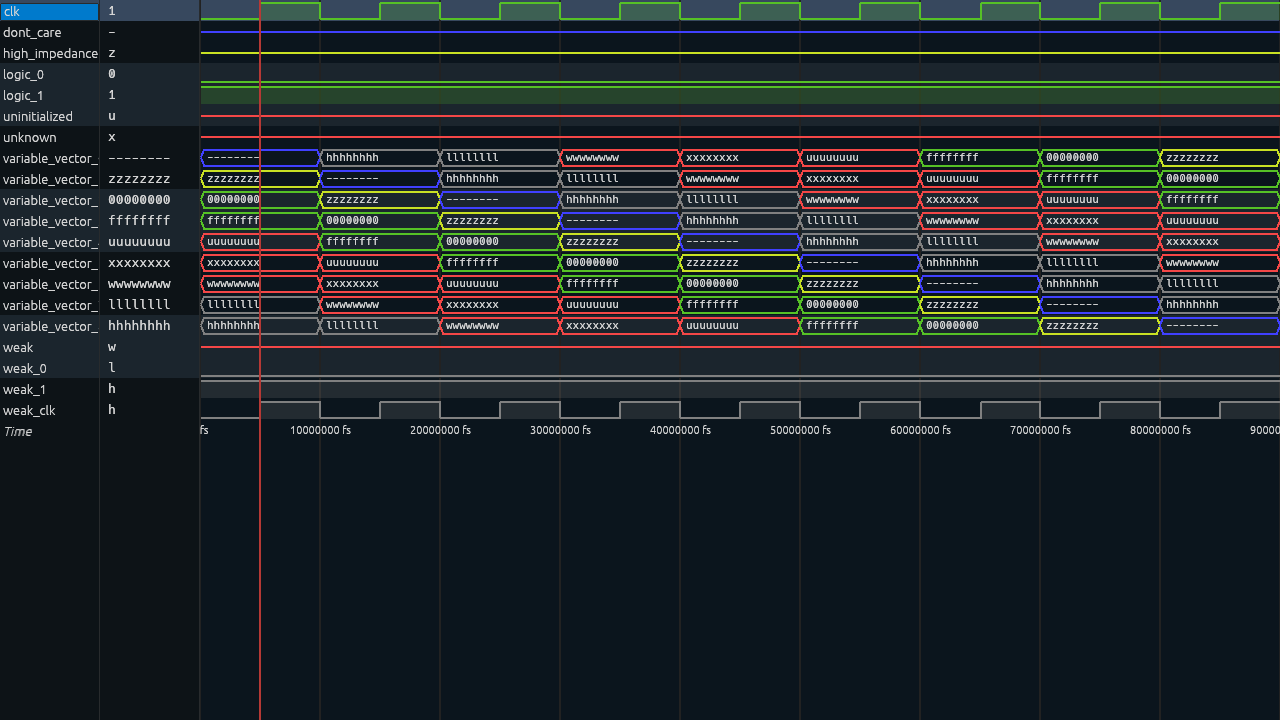 clk 1
dont_care –
high_impedance z
logic_0 0
logic_1 1
uninitialized u
unknown x
variable_vector_ -------- -------- hhhhhhhh llllllll wwwwwwww xxxxxxxx uuuuuuuu ffffffff 00000000 zzzzzzzz
variable_vector_ zzzzzzzz zzzzzzzz -------- hhhhhhhh llllllll wwwwwwww xxxxxxxx uuuuuuuu ffffffff 00000000
variable_vector_ 00000000 00000000 zzzzzzzz -------- hhhhhhhh llllllll wwwwwwww xxxxxxxx uuuuuuuu ffffffff
variable_vector_ ffffffff ffffffff 00000000 zzzzzzzz -------- hhhhhhhh llllllll wwwwwwww xxxxxxxx uuuuuuuu
variable_vector_ uuuuuuuu uuuuuuuu ffffffff 00000000 zzzzzzzz -------- hhhhhhhh llllllll wwwwwwww xxxxxxxx
variable_vector_ xxxxxxxx xxxxxxxx uuuuuuuu ffffffff 00000000 zzzzzzzz -------- hhhhhhhh llllllll wwwwwwww
variable_vector_ wwwwwwww wwwwwwww xxxxxxxx uuuuuuuu ffffffff 00000000 zzzzzzzz -------- hhhhhhhh llllllll
variable_vector_ llllllll llllllll wwwwwwww xxxxxxxx uuuuuuuu ffffffff 00000000 zzzzzzzz -------- hhhhhhhh
variable_vector_ hhhhhhhh hhhhhhhh llllllll wwwwwwww xxxxxxxx uuuuuuuu ffffffff 00000000 zzzzzzzz --------
weak w
weak_0 l
weak_1 h
weak_clk h
Time fs 10000000 fs 20000000 fs 30000000 fs 40000000 fs 50000000 fs 60000000 fs 70000000 fs 80000000 fs 90000